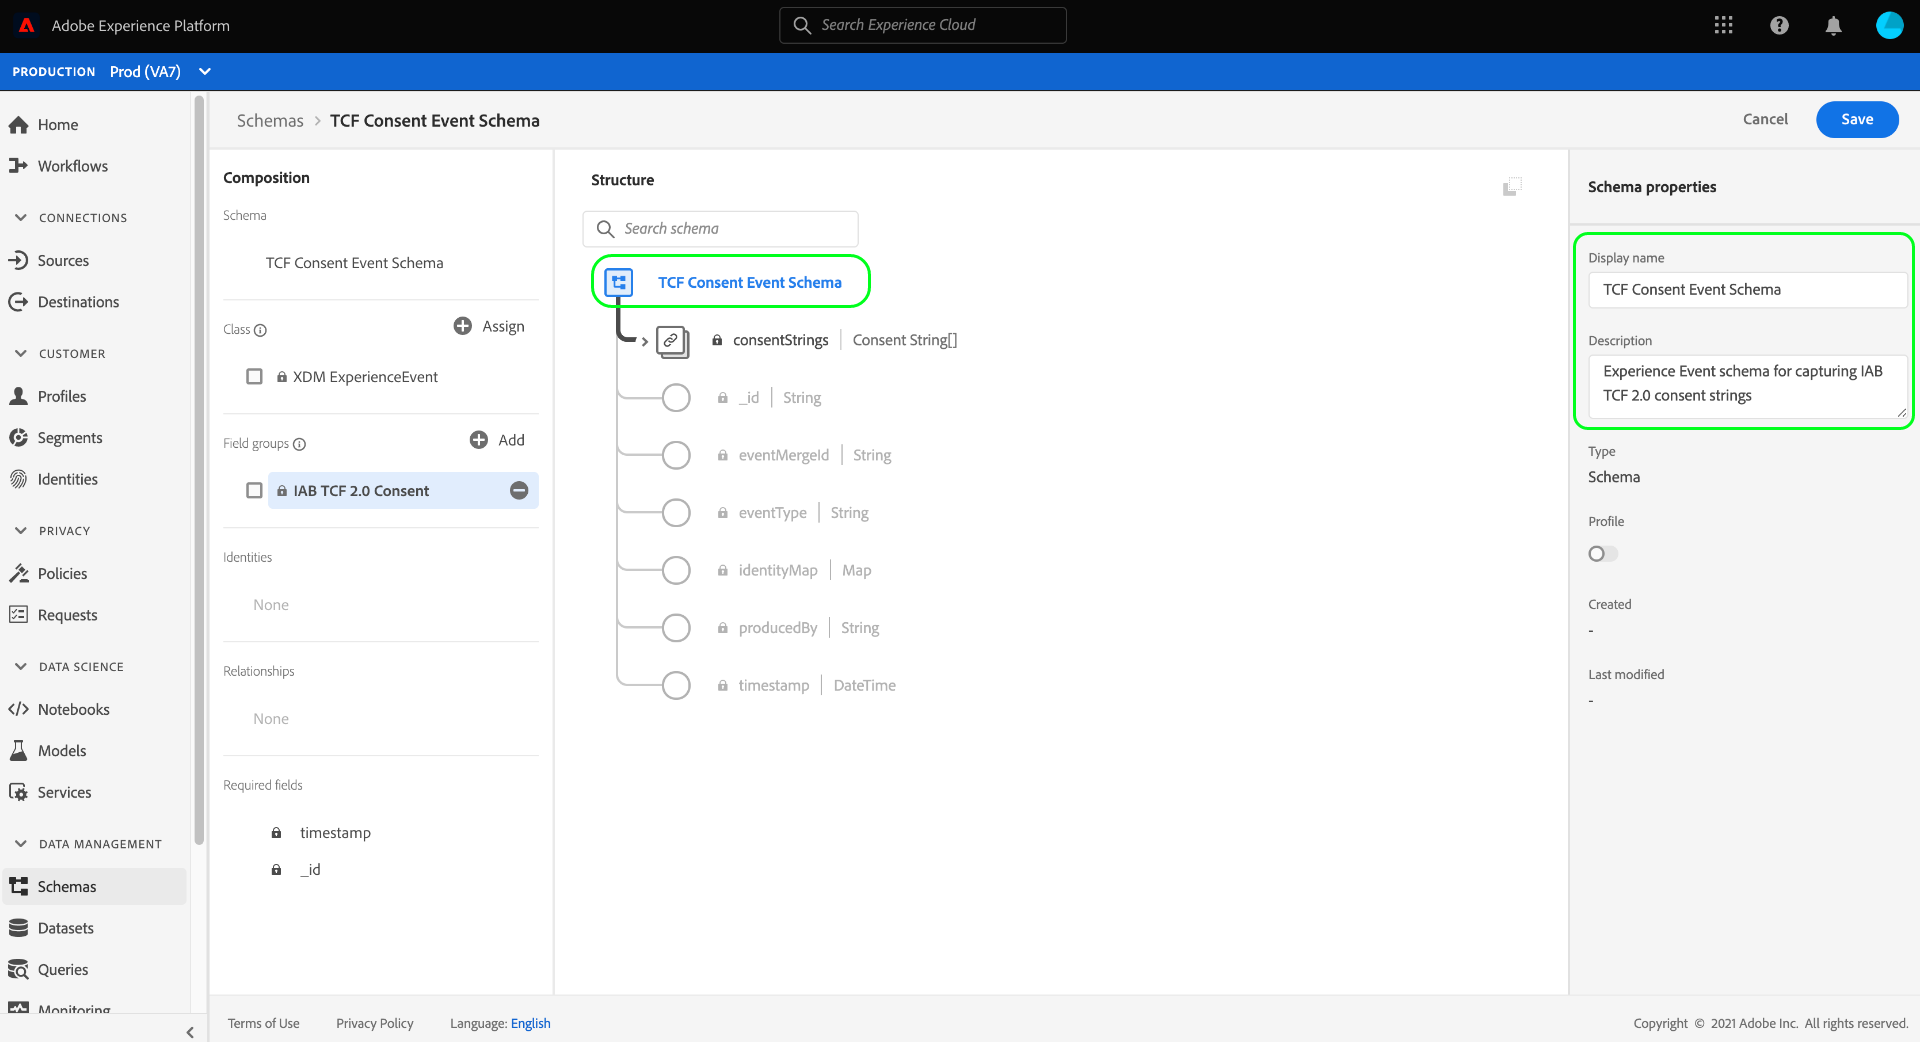 Adobe Experience Platform
Search Experience Cloud
PRODUCTION Prod (VA7)
Home
Workflows
CONNECTIONS
Sources
Destinations
CUSTOMER
Profiles
Segments
Identities
PRIVACY
Policies
Requests
DATA SCIENCE
Notebooks
Models
Services
DATA MANAGEMENT
Schemas
Datasets
Queries
Monitoring
Schemas > TCF Consent Event Schema
Cancel
Save
Composition
Schema
TCF Consent Event Schema
Class
Assign
XDM ExperienceEvent
Field groups
Add
IAB TCF 2.0 Consent
Identities
None
Relationships
None
Required fields
timestamp
_id
Structure
Search schema
TCF Consent Event Schema
consentStrings | Consent String[]
_id | String
eventMergeId | String
eventType | String
identityMap | Map
producedBy | String
timestamp | DateTime
Schema properties
Display name
TCF Consent Event Schema
Description
Experience Event schema for capturing IAB
TCF 2.0 consent strings
Type
Schema
Profile
Created
-
Last modified
-
Terms of Use
Privacy Policy
Language: English
Copyright © 2021 Adobe Inc. All rights reserved.